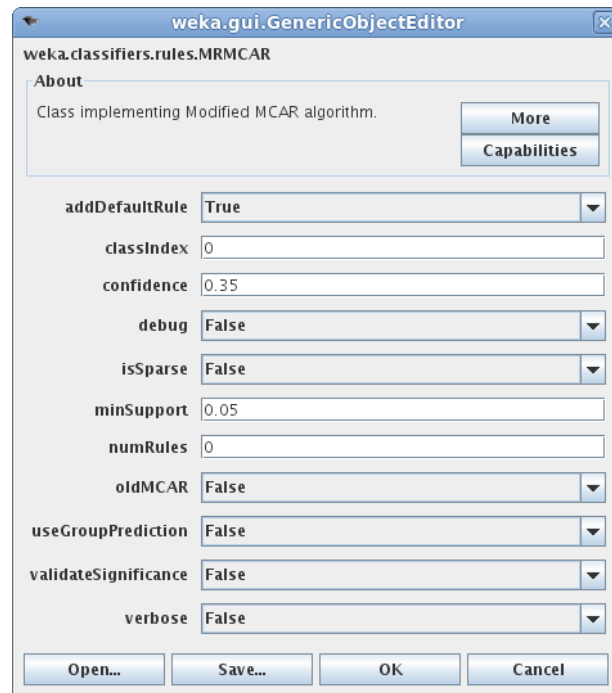 weka.gui.GenericObjectEditor
weka.classifiers.rules.MRMCAR
About
Class implementing Modified MCAR algorithm.
More
Capabilities
addDefaultRule True
classIndex 0
confidence 0.35
debug False
isSparse False
minSupport 0.05
numRules 0
oldMCAR False
useGroupPrediction False
validateSignificance False
verbose False
Open... Save... OK Cancel